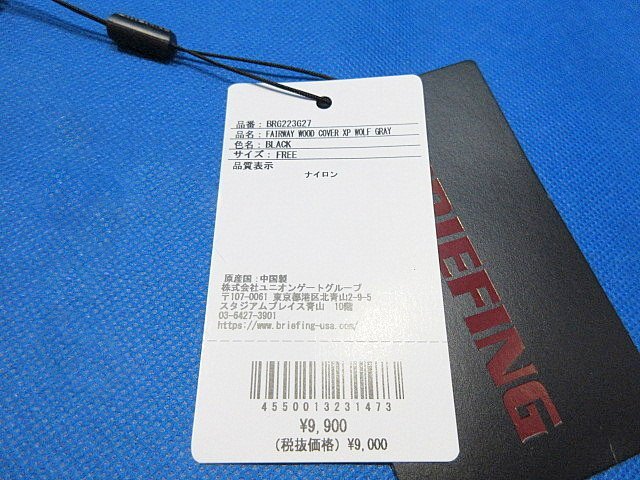 品番：BRG223G27
品名：FAIRWAY WOOD COVER XP WOLF GRAY
色名：BLACK
サイズ：FREE
品質表示
ナイロン
原産国：中国製
株式会社ユニオンゲートグループ
〒107-0061 東京都港区北青山2-9-5
スタジアムプレイス青山 10階
03-6427-3901
https://www.briefing-usa.com/
4550013231473
¥9,900
(税抜価格) ¥9,000
BRIEFING